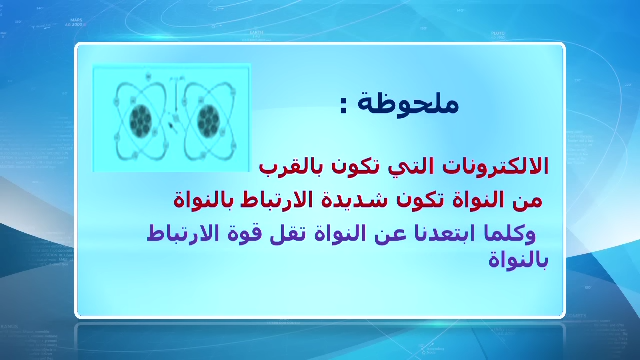 ملحوظة :
الالكترونات التي تكون بالقرب
من النواة تكون شديدة الارتباط بالنواة
وكلما ابتعدنا عن النواة تقل قوة الارتباط
بالنواة